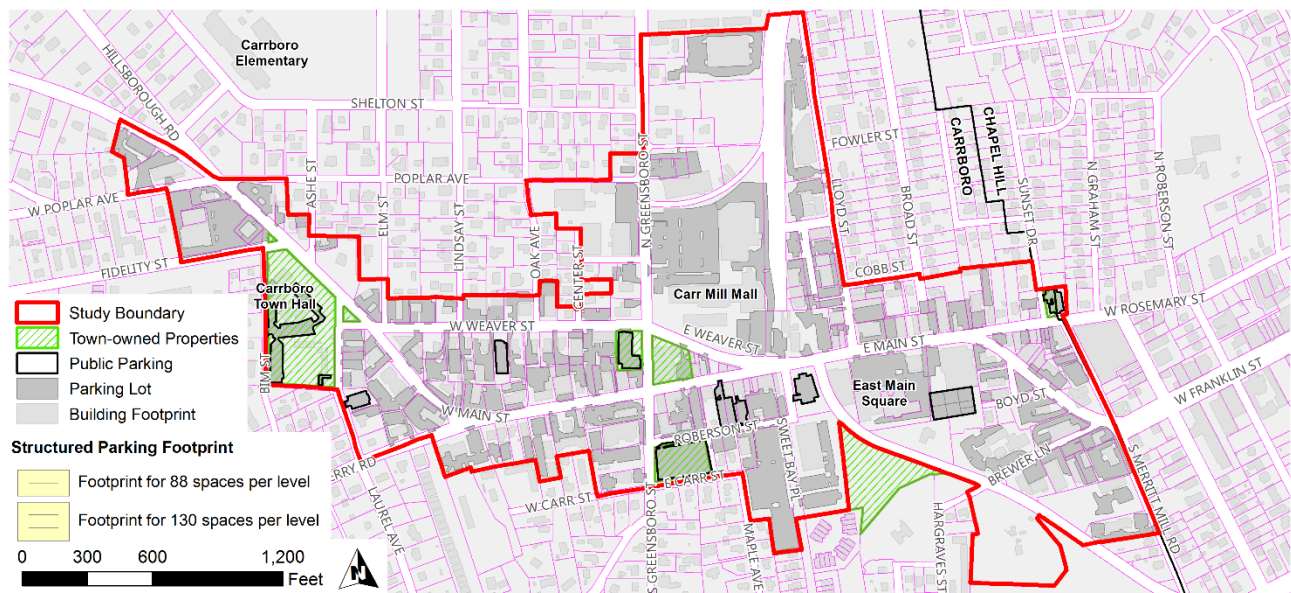 HILLSBOROUGH RD
Carrboro
Elementary
SHELTON ST
N GREENSBORO ST
FOWLER ST
CARRBORO
CHAPEL HILL
SUNSET DR
N GRAHAM ST
N ROBERSON ST
LLOYD ST
BROAD ST
W POPLAR AVE
ASHE ST
POPLAR AVE
ELM ST
LINDSAY ST
OAK AVE
CENTER ST
FIDELITY ST
COBB ST
Carrboro
Town Hall
Carr Mill Mall
W ROSEMARY ST
W WEAVER ST
E WEAVER ST
E MAIN ST
W FRANKLIN ST
BIM ST
East Main
Square
BOYD ST
W MAIN ST
ROBERSON ST
SWEET BAY PL
BREWER LN
S MERRITT MILL RD
ERRY RD
LAUREL AVE
W CARR ST
E CARR ST
S GREENSBORO ST
MAPLE AVE
HARGRAVES ST
Study Boundary
Town-owned Properties
Public Parking
Parking Lot
Building Footprint
Structured Parking Footprint
Footprint for 88 spaces per level
Footprint for 130 spaces per level
0 300 600 1,200
Feet
N